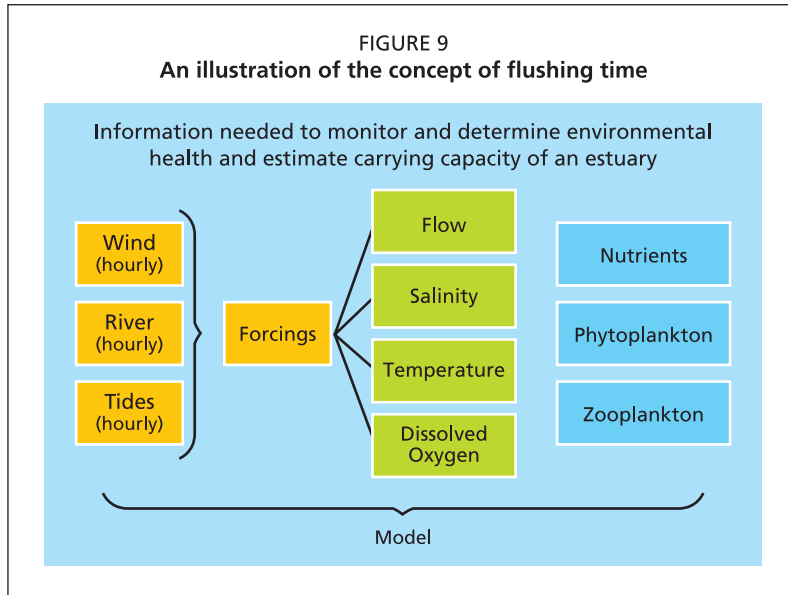 FIGURE 9
An illustration of the concept of flushing time
Information needed to monitor and determine environmental
health and estimate carrying capacity of an estuary
Wind
(hourly)
River
(hourly)
Tides
(hourly)
Forcings
Flow
Salinity
Temperature
Dissolved
Oxygen
Nutrients
Phytoplankton
Zooplankton
Model